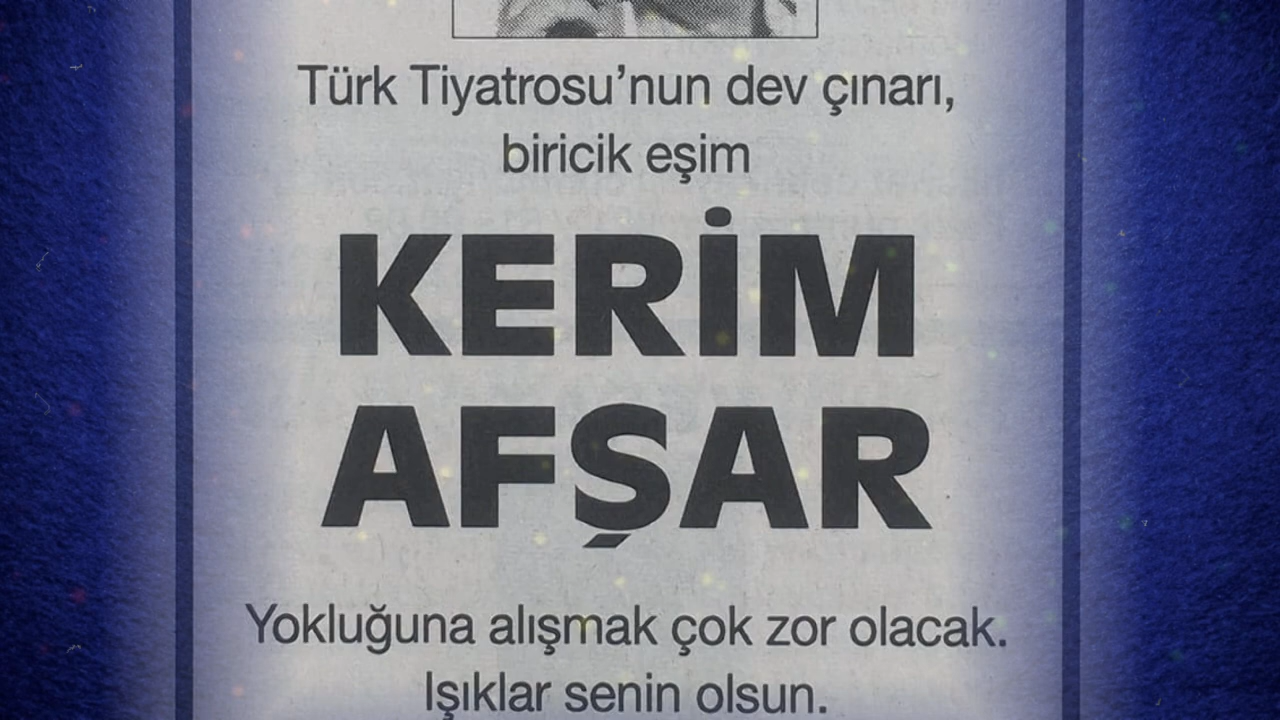 Türk Tiyatrosu'nun dev çınarı,
biricik eşim
KERİM
AFŞAR
Yokluğuna alışmak çok zor olacak.
Işıklar senin olsun.